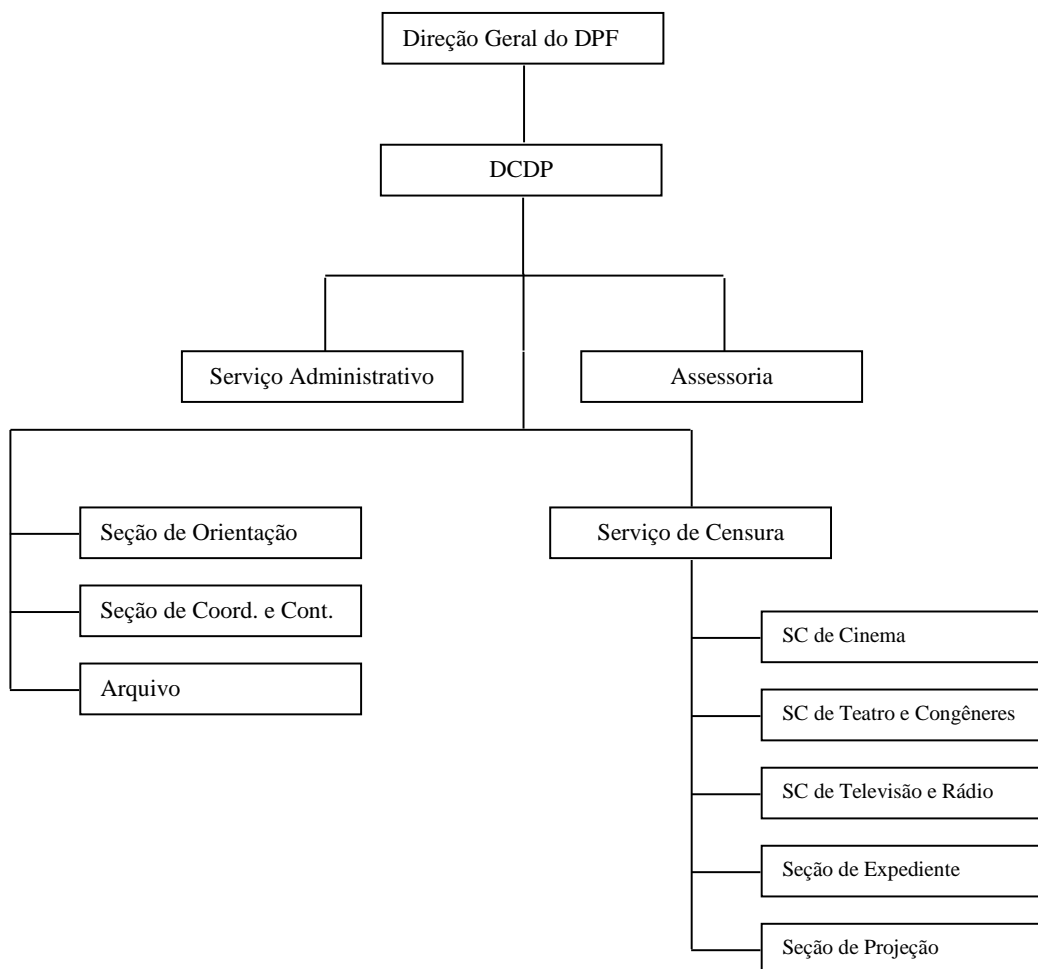 Direção Geral do DPF
DCDP
Serviço Administrativo
Assessoria
Seção de Orientação
Seção de Coord. e Cont.
Arquivo
Serviço de Censura
SC de Cinema
SC de Teatro e Congêneres
SC de Televisão e Rádio
Seção de Expediente
Seção de Projeção